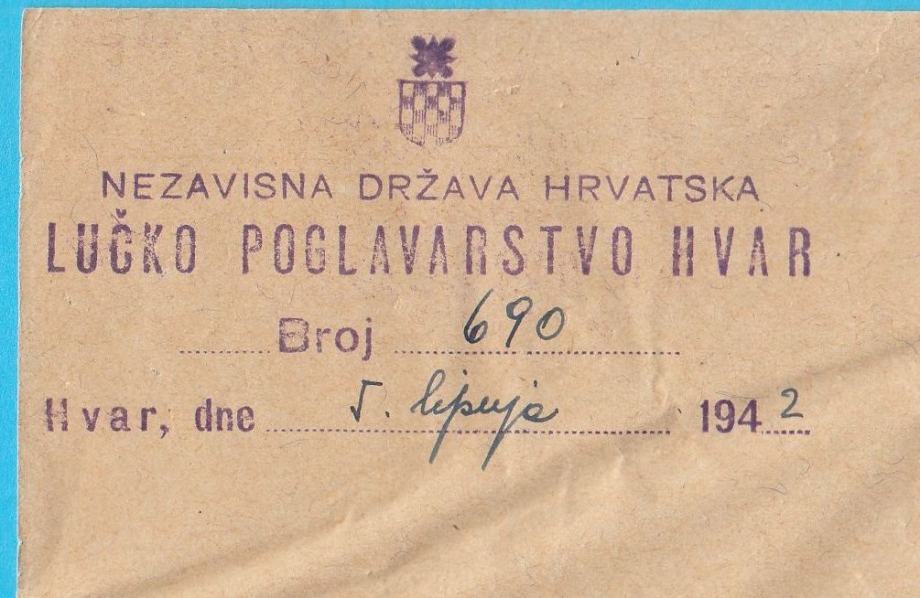 NEZAVISNA DRŽAVA HRVATSKA
LUČKO POGLAVARSTVO HVAR
Broj 690
Hvar, dne 5. lipnja 1942